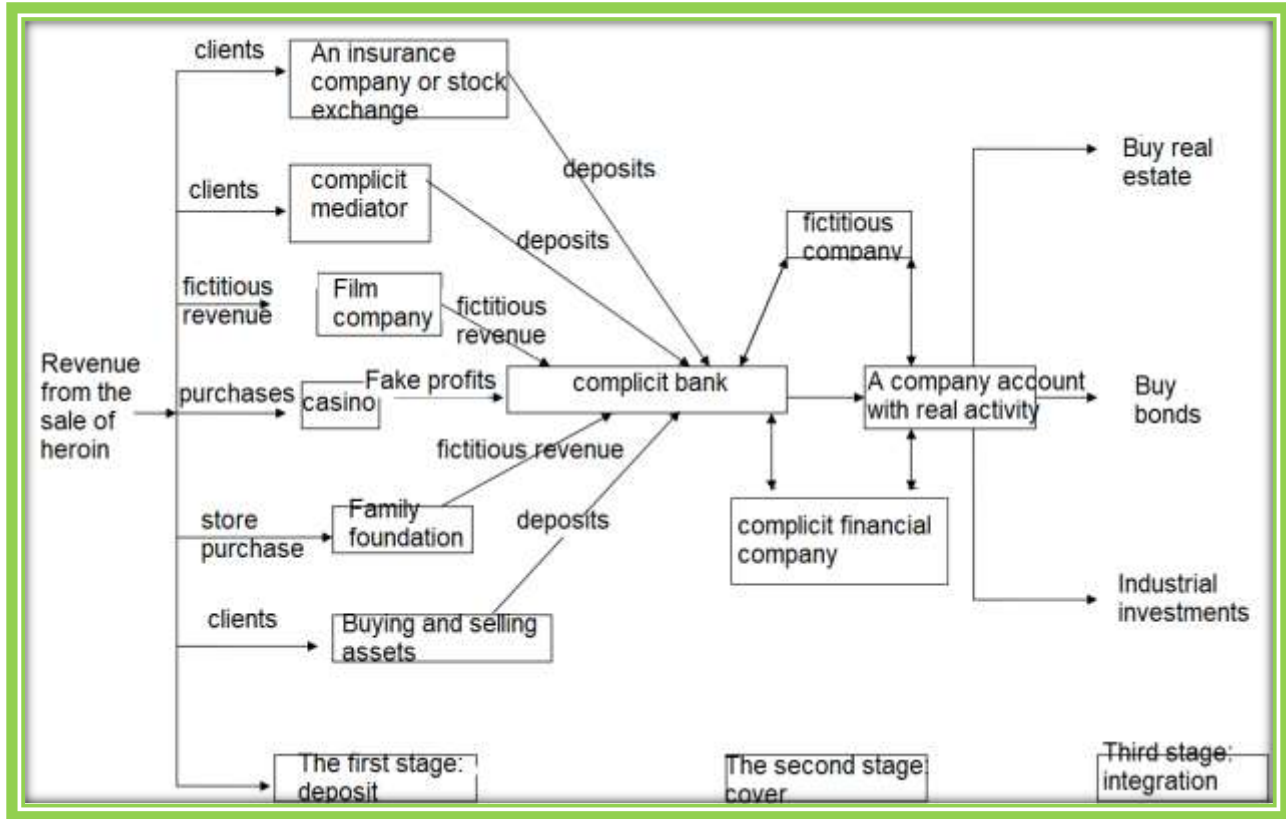 clients
An insurance
company or stock
exchange
deposits
Buy real
estate
clients
complicit
mediator
deposits
fictitious
company
fictitious
revenue
Film
company
fictitious
revenue
Revenue
from the
sale of
heroin
purchases
casino
Fake profits
complicit bank
A company account
with real activity
Buy
bonds
fictitious revenue
store
purchase
Family
foundation
deposits
complicit financial
company
Industrial
investments
clients
Buying and selling
assets
The first stage:
deposit
The second stage:
cover
Third stage:
integration